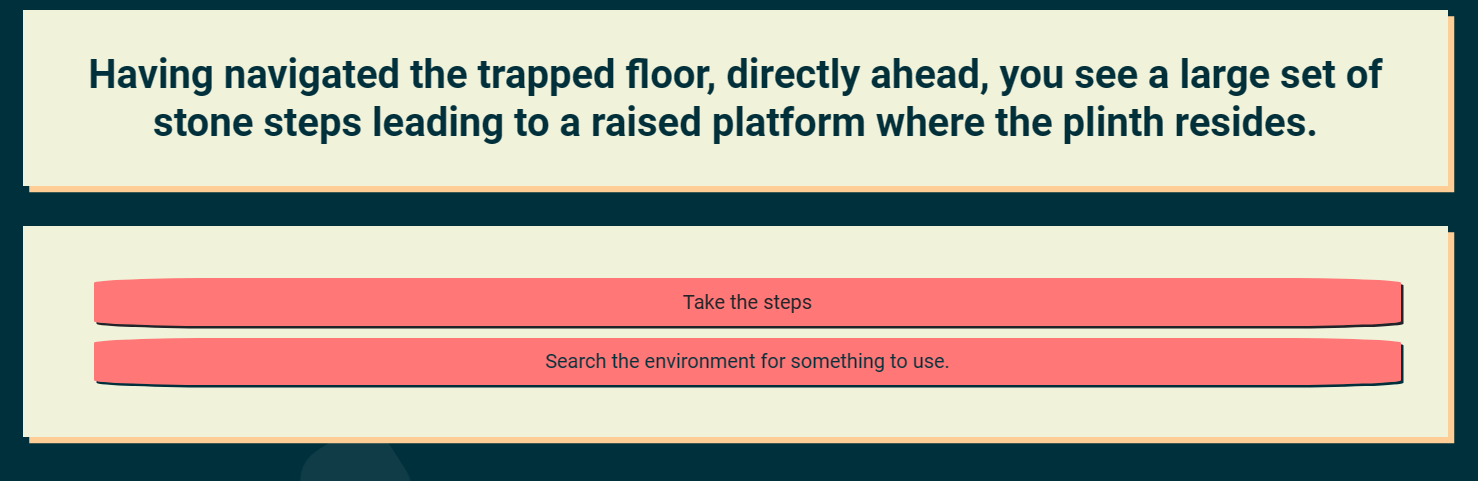 Having navigated the trapped floor, directly ahead, you see a large set of
stone steps leading to a raised platform where the plinth resides.
Take the steps
Search the environment for something to use.